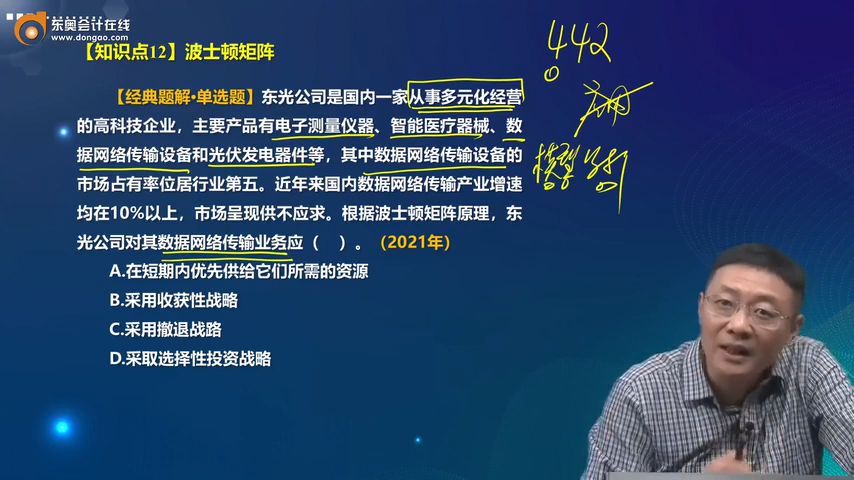 东奥会计在线
www.dongao.com
【知识点12】波士顿矩阵
【经典题解·单选题】东光公司是国内一家从事多元化经营
的高科技企业，主要产品有电子测量仪器、智能医疗器械、数
据网络传输设备和光伏发电器件等，其中数据网络传输设备的
市场占有率位居行业第五。近年来国内数据网络传输产业增速
均在10%以上，市场呈现供不应求。根据波士顿矩阵原理，东
光公司对其数据网络传输业务应（ ）。（2021年）
A.在短期内优先供给它们所需的资源
B.采用收获性战略
C.采用撤退战路
D.采取选择性投资战略
442
模型